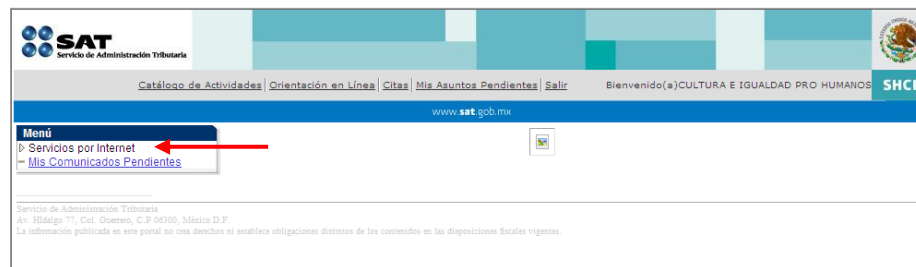 SAT
Servicio de Administración Tributaria
Catálogo de Actividades | Orientación en Línea | Citas | Mis Asuntos Pendientes | Salir Bienvenido(a)CULTURA E IGUALDAD PRO HUMANOS
www.sat.gob.mx
Menú
Servicios por Internet
Mis Comunicados Pendientes
Servicio de Administración Tributaria
Av. Hidalgo 77, Col. Guerrero, C.P 06300, México D.F.
La información publicada en este portal no crea derechos ni establece obligaciones distintos de los contenidos en las disposiciones fiscales vigentes.